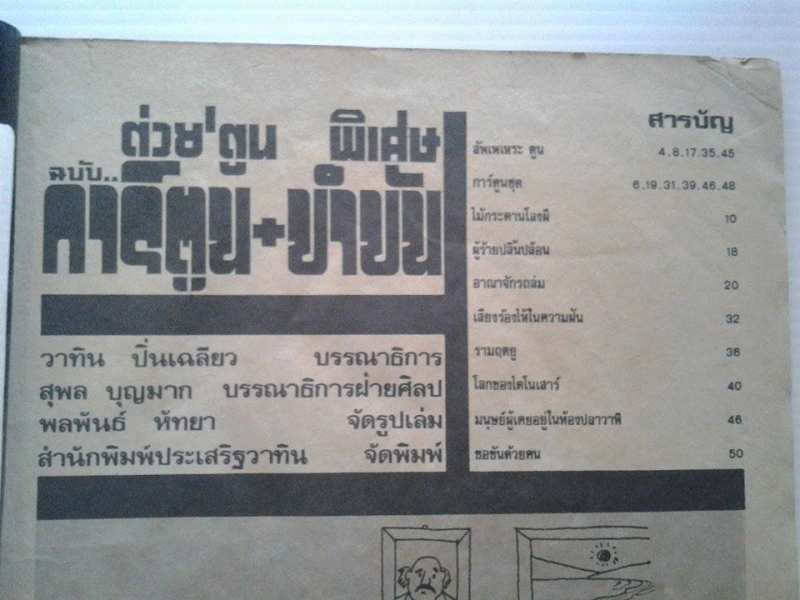 ต่วย'ตูน พิเศษ
ฉบับ..
การ์ตูน+ขำขัน
วาทิน ปิ่นเฉลียว บรรณาธิการ
สุพล บุญมาก บรรณาธิการฝ่ายศิลป
พลพันธ์ หัทยา จัดรูปเล่ม
สำนักพิมพ์ประเสริฐวาทิน จัดพิมพ์
สารบัญ
สัพเพเหระ ตูน 4.8.17.35.45
การ์ตูนชุด 6.19.31.39.46.48
ไม้กระดานโลงผี 10
ผู้ร้ายปลิ้นปล้อน 18
อาณาจักรถล่ม 20
เสียงร้องไห้ในความฝัน 32
รามฤตยู 36
โลกของไดโนเสาร์ 40
มนุษย์ผู้เคยอยู่ในท้องปลาวาฬ 46
ขอขันด้วยคน 50